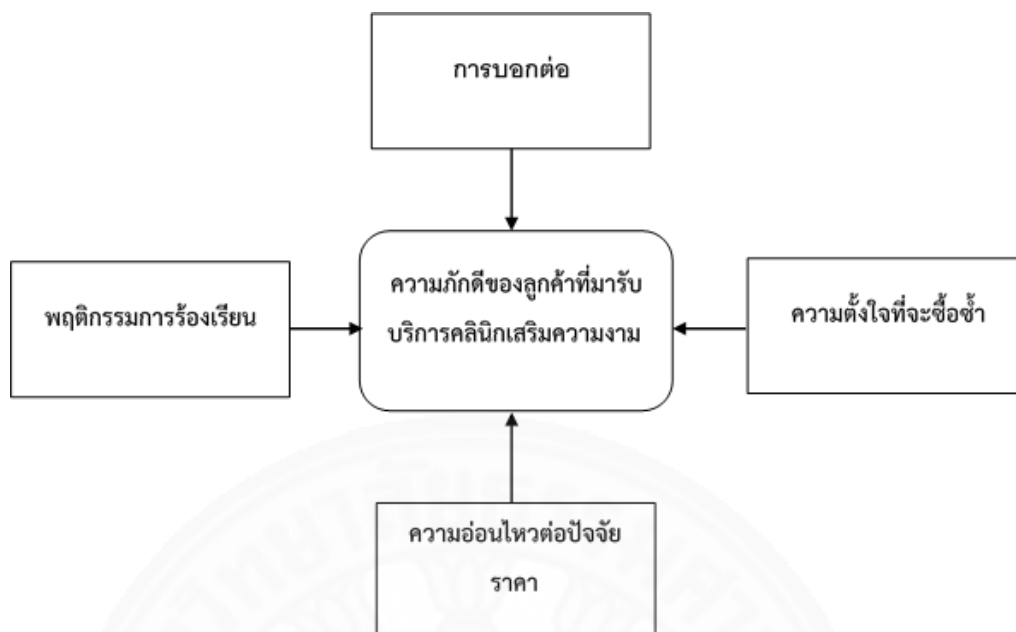 การบอกต่อ
ความภักดีของลูกค้าที่มารับ
บริการคลินิกเสริมความงาม
พฤติกรรมการร้องเรียน
ความตั้งใจที่จะซื้อซ้ำ
ความอ่อนไหวต่อปัจจัย
ราคา